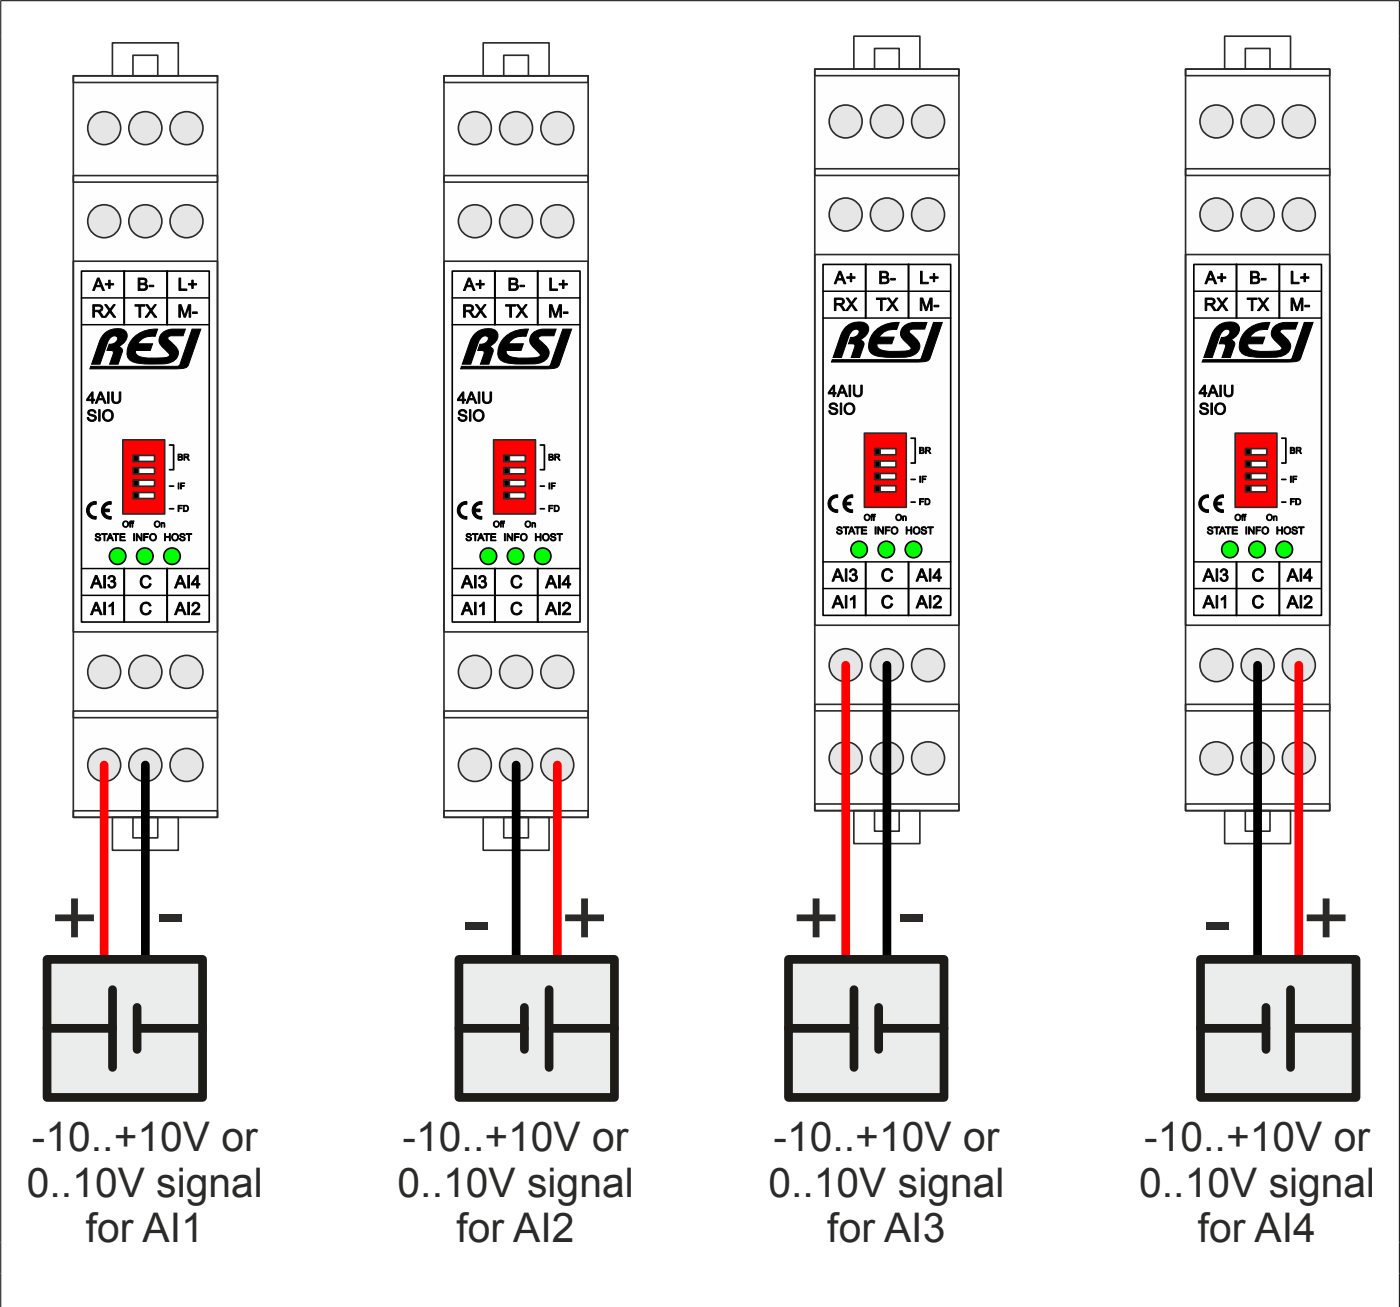 A+ B- L+
RX TX M-
RESI
4AIU
SIO
BR
IF
FD
CE
Off On
STATE INFO HOST
AI3 C AI4
AI1 C AI2
+ -
-10..+10V or
0..10V signal
for AI1
A+ B- L+
RX TX M-
RESI
4AIU
SIO
BR
IF
FD
CE
Off On
STATE INFO HOST
AI3 C AI4
AI1 C AI2
- +
-10..+10V or
0..10V signal
for AI2
A+ B- L+
RX TX M-
RESI
4AIU
SIO
BR
IF
FD
CE
Off On
STATE INFO HOST
AI3 C AI4
AI1 C AI2
+ -
-10..+10V or
0..10V signal
for AI3
A+ B- L+
RX TX M-
RESI
4AIU
SIO
BR
IF
FD
CE
Off On
STATE INFO HOST
AI3 C AI4
AI1 C AI2
- +
-10..+10V or
0..10V signal
for AI4